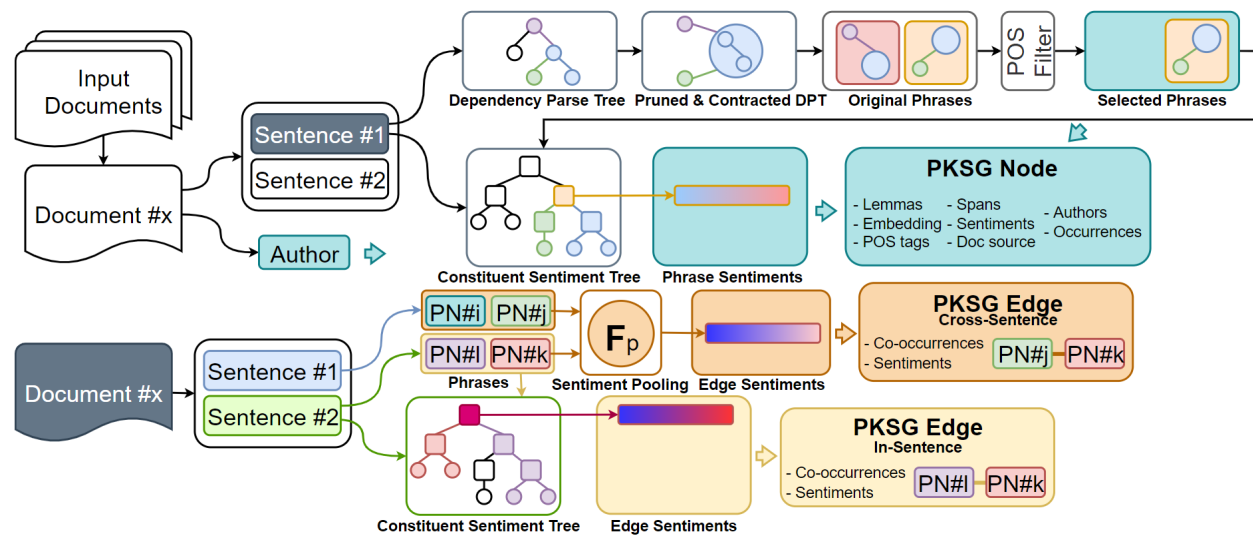 Input
Documents
Document #x
Author
Sentence #1
Sentence #2
Dependency Parse Tree
Pruned & Contracted DPT
Original Phrases
POS
Filter
Selected Phrases
Constituent Sentiment Tree
Phrase Sentiments
PKSG Node
- Lemmas
- Embedding
- POS tags
- Spans
- Sentiments
- Doc source
- Authors
- Occurrences
Document #x
Sentence #1
Sentence #2
PN#i
PN#j
PN#l
PN#k
Phrases
Fp
Sentiment Pooling
Edge Sentiments
PKSG Edge
Cross-Sentence
- Co-occurrences
- Sentiments
PN#j
PN#k
Constituent Sentiment Tree
Edge Sentiments
PKSG Edge
In-Sentence
- Co-occurrences
- Sentiments
PN#l
PN#k